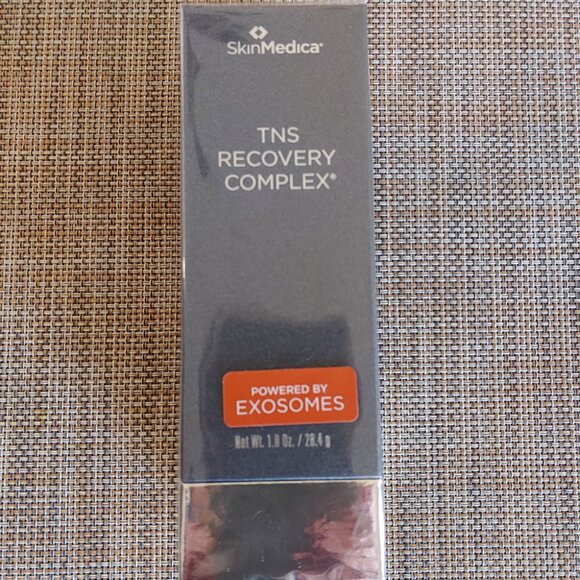 SkinMedica®
TNS
RECOVERY
COMPLEX®
POWERED BY
EXOSOMES
Net Wt. 1.0 Oz. / 28.4 g